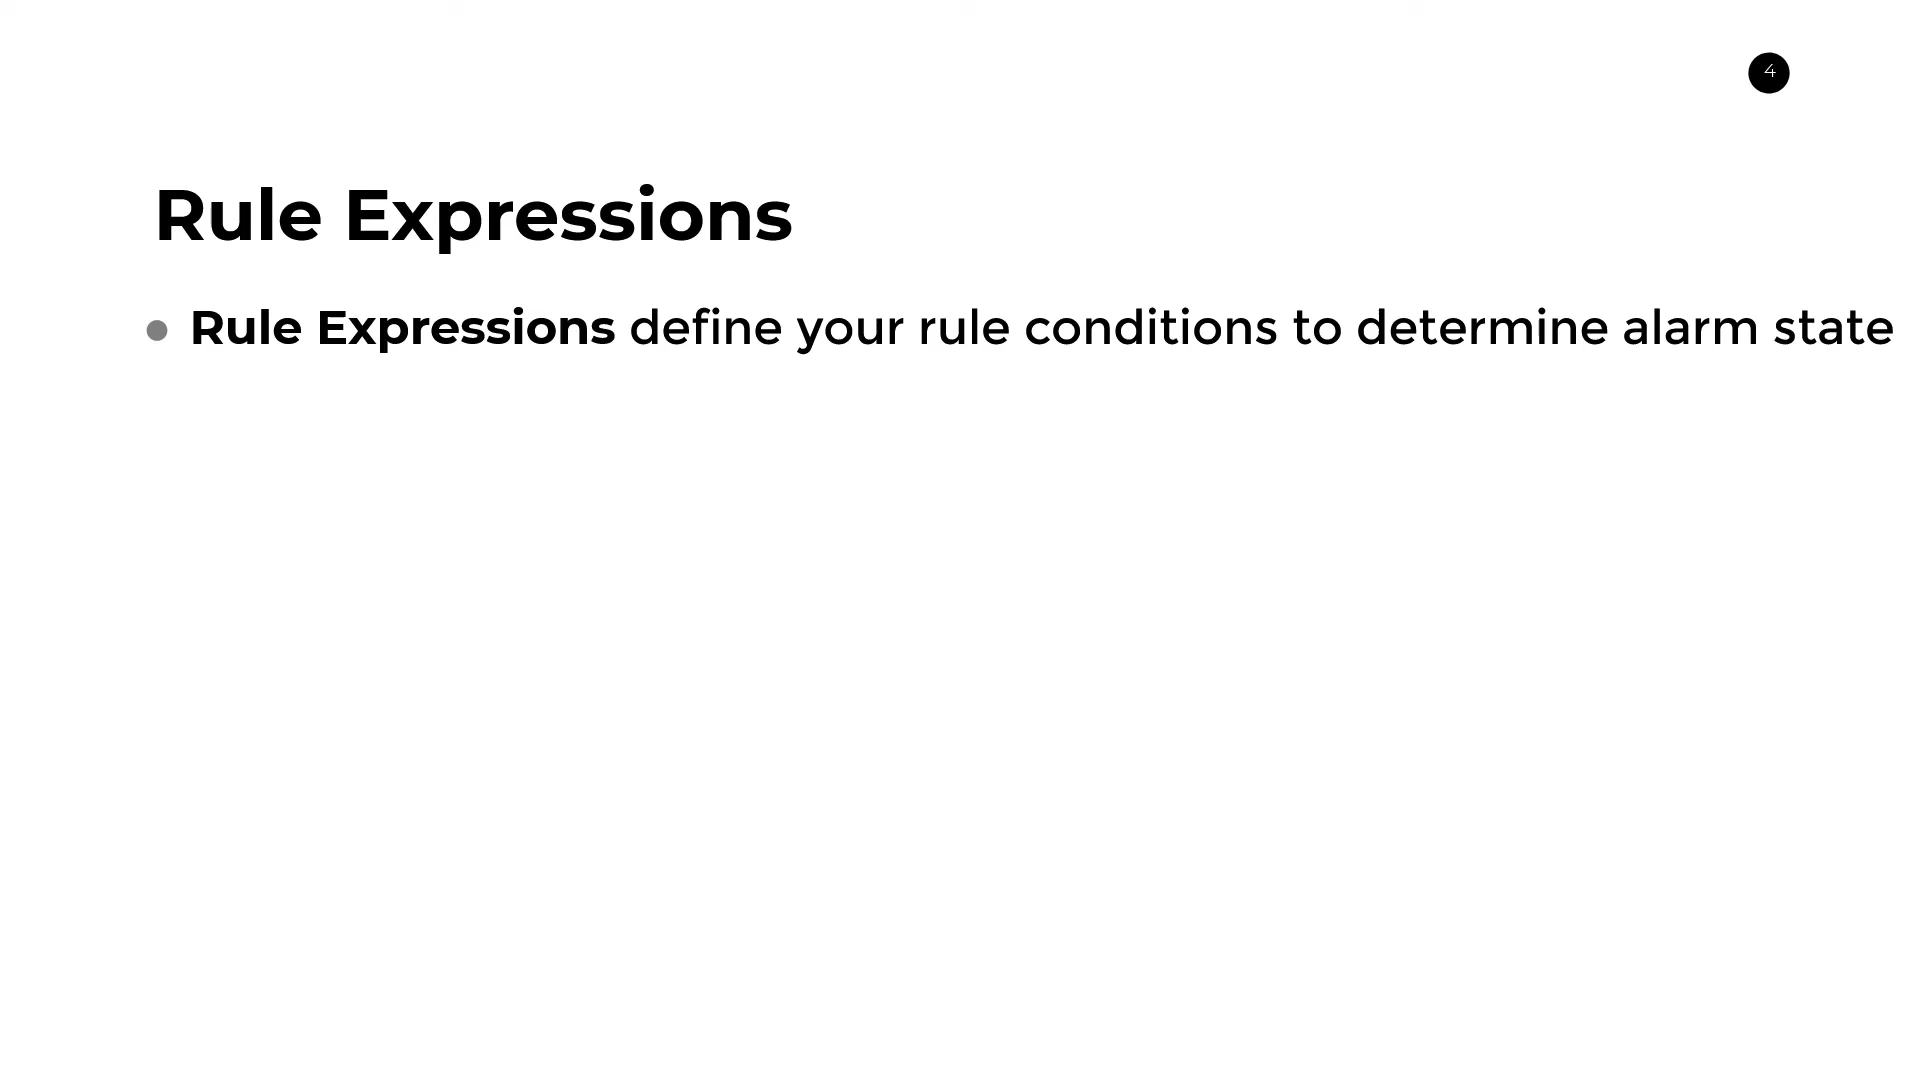 4
Rule Expressions
Rule Expressions define your rule conditions to determine alarm state